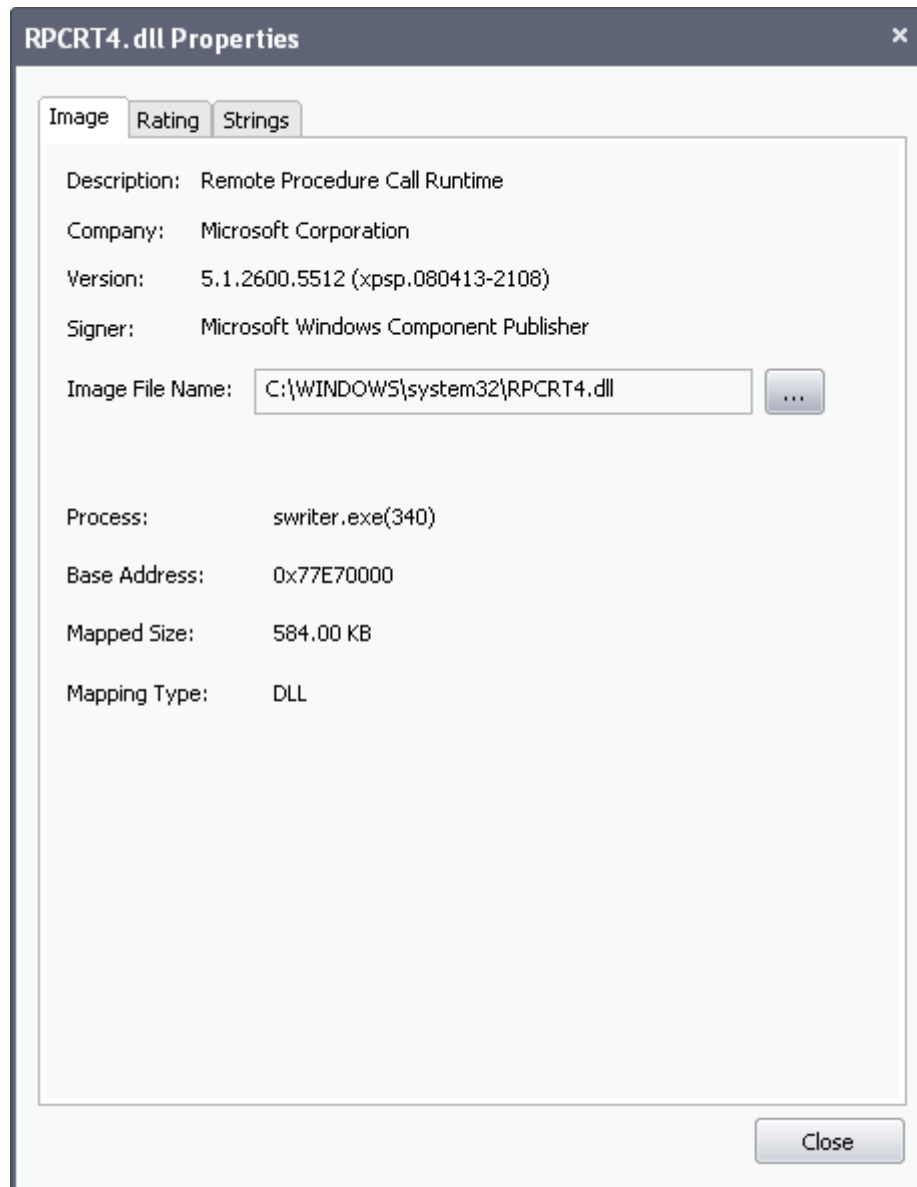 RPCRT4.dll Properties
Image Rating Strings
Description: Remote Procedure Call Runtime
Company: Microsoft Corporation
Version: 5.1.2600.5512 (xpsp.080413-2108)
Signer: Microsoft Windows Component Publisher
Image File Name: C:\WINDOWS\system32\RPCRT4.dll ...
Process: swriter.exe(340)
Base Address: 0x77E70000
Mapped Size: 584.00 KB
Mapping Type: DLL
Close